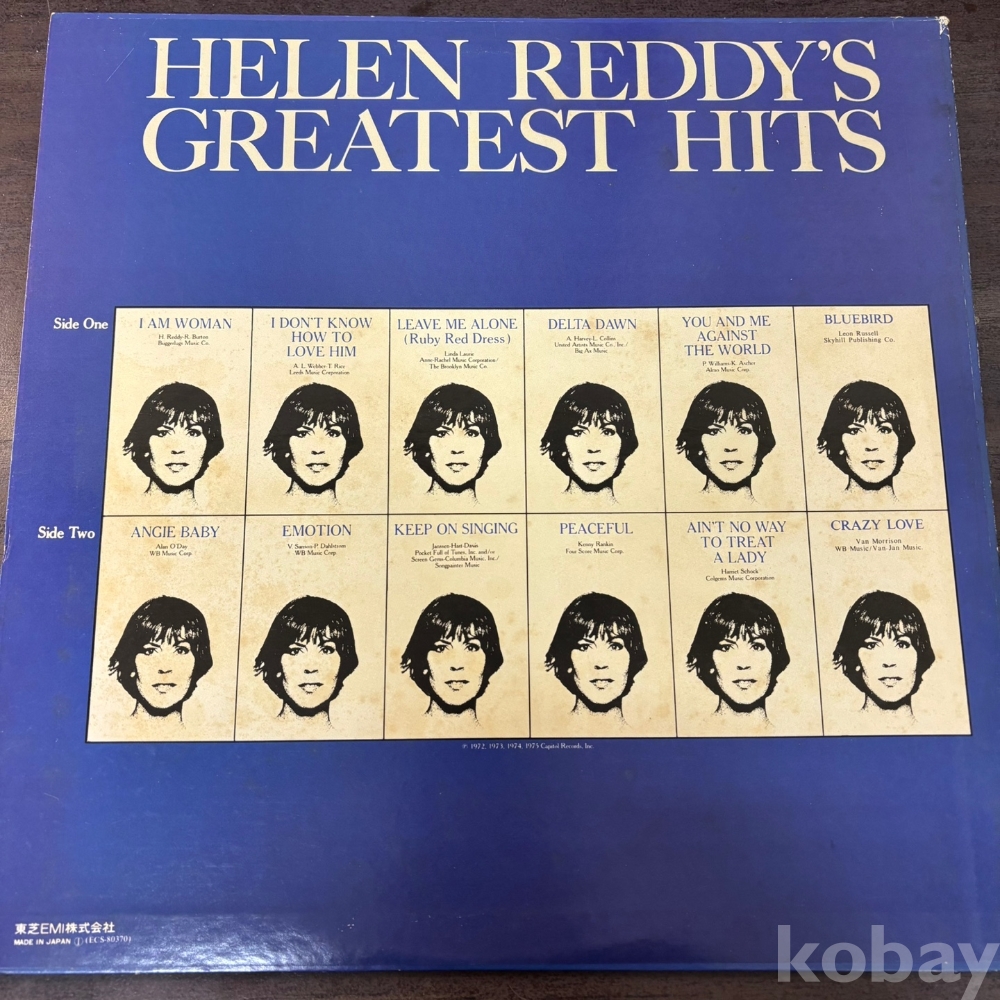 HELEN REDDY'S
GREATEST HITS
Side One
I AM WOMAN
H. Reddy-R. Burton
Buggerlugs Music Co.
I DON'T KNOW
HOW TO
LOVE HIM
A. L. Webber-T. Rice
Leeds Music Corporation
LEAVE ME ALONE
(Ruby Red Dress)
Linda Laurie
Anne-Rachel Music Corporation/
The Brooklyn Music Co.
DELTA DAWN
A. Harvey-L. Collins
United Artists Music Co., Inc./
Big Ax Music
YOU AND ME
AGAINST
THE WORLD
P. Williams-K. Ascher
Almo Music Corp.
BLUEBIRD
Leon Russell
Skyhill Publishing Co.
Side Two
ANGIE BABY
Alan O'Day
WB Music Corp.
EMOTION
V. Sanson-P. Dahlstrom
WB Music Corp.
KEEP ON SINGING
Janssen-Hart-Davis
Pocket Full of Tunes, Inc. and/or
Screen Gems-Columbia Music, Inc./
Songpainter Music
PEACEFUL
Kenny Rankin
Four Score Music Corp.
AIN'T NO WAY
TO TREAT
A LADY
Harriet Schock
Colgems Music Corporation
CRAZY LOVE
Van Morrison
WB Music/Van Jan Music.
℗ 1972, 1973, 1974, 1975 Capitol Records, Inc.
東芝EMI株式会社
MADE IN JAPAN Ⓙ (ECS-80370)
kobay